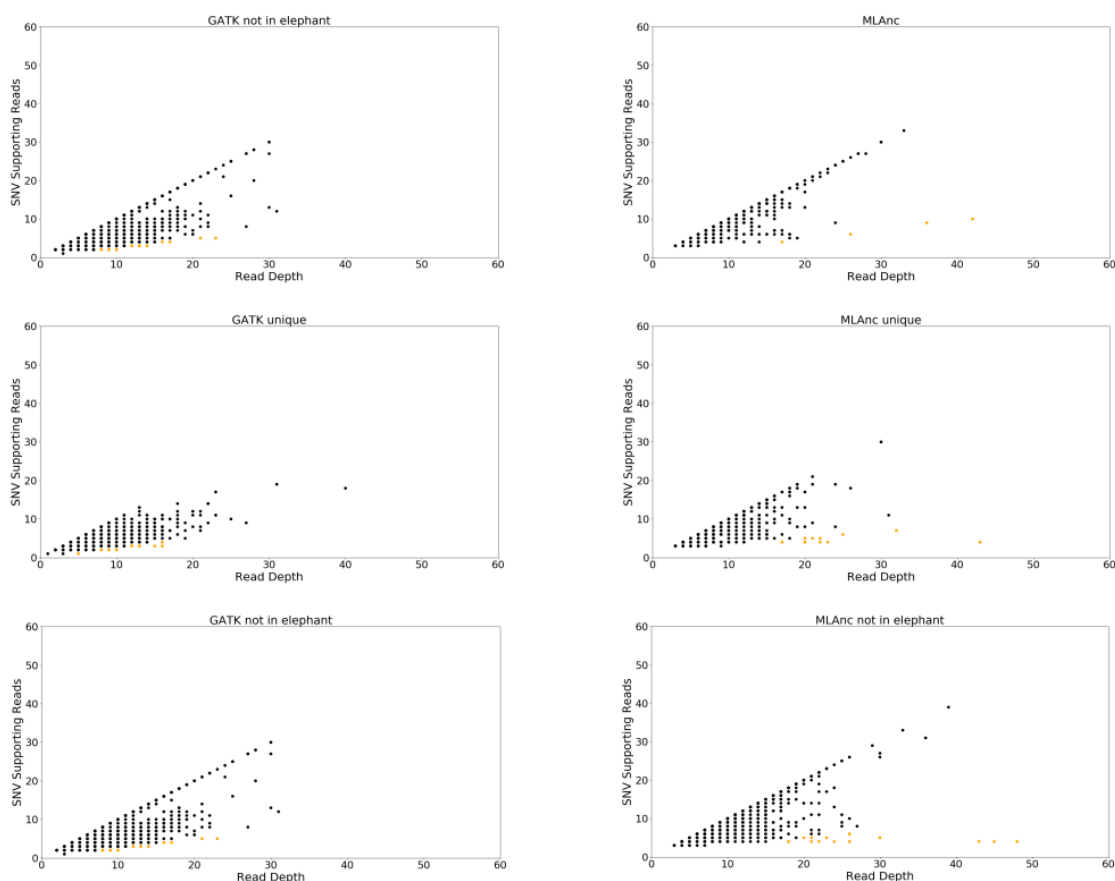 GATK not in elephant
60
50
40
30
20
10
0
SNV Supporting Reads
0 10 20 30 40 50 60
Read Depth
MLAnc
60
50
40
30
20
10
0
SNV Supporting Reads
0 10 20 30 40 50 60
Read Depth
GATK unique
60
50
40
30
20
10
0
SNV Supporting Reads
0 10 20 30 40 50 60
Read Depth
MLAnc unique
60
50
40
30
20
10
0
SNV Supporting Reads
0 10 20 30 40 50 60
Read Depth
GATK not in elephant
60
50
40
30
20
10
0
SNV Supporting Reads
0 10 20 30 40 50 60
Read Depth
MLAnc not in elephant
60
50
40
30
20
10
0
SNV Supporting Reads
0 10 20 30 40 50 60
Read Depth